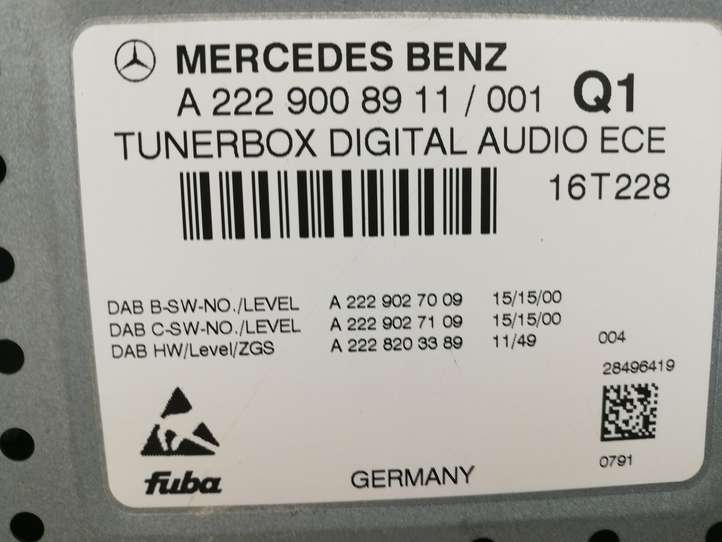 MERCEDES BENZ
A 222 900 89 11 / 001 Q1
TUNERBOX DIGITAL AUDIO ECE
16T228
DAB B-SW-NO./LEVEL A 222 902 70 09 15/15/00
DAB C-SW-NO./LEVEL A 222 902 71 09 15/15/00
DAB HW/Level/ZGS A 222 820 33 89 11/49 004
28496419
0791
fuba GERMANY